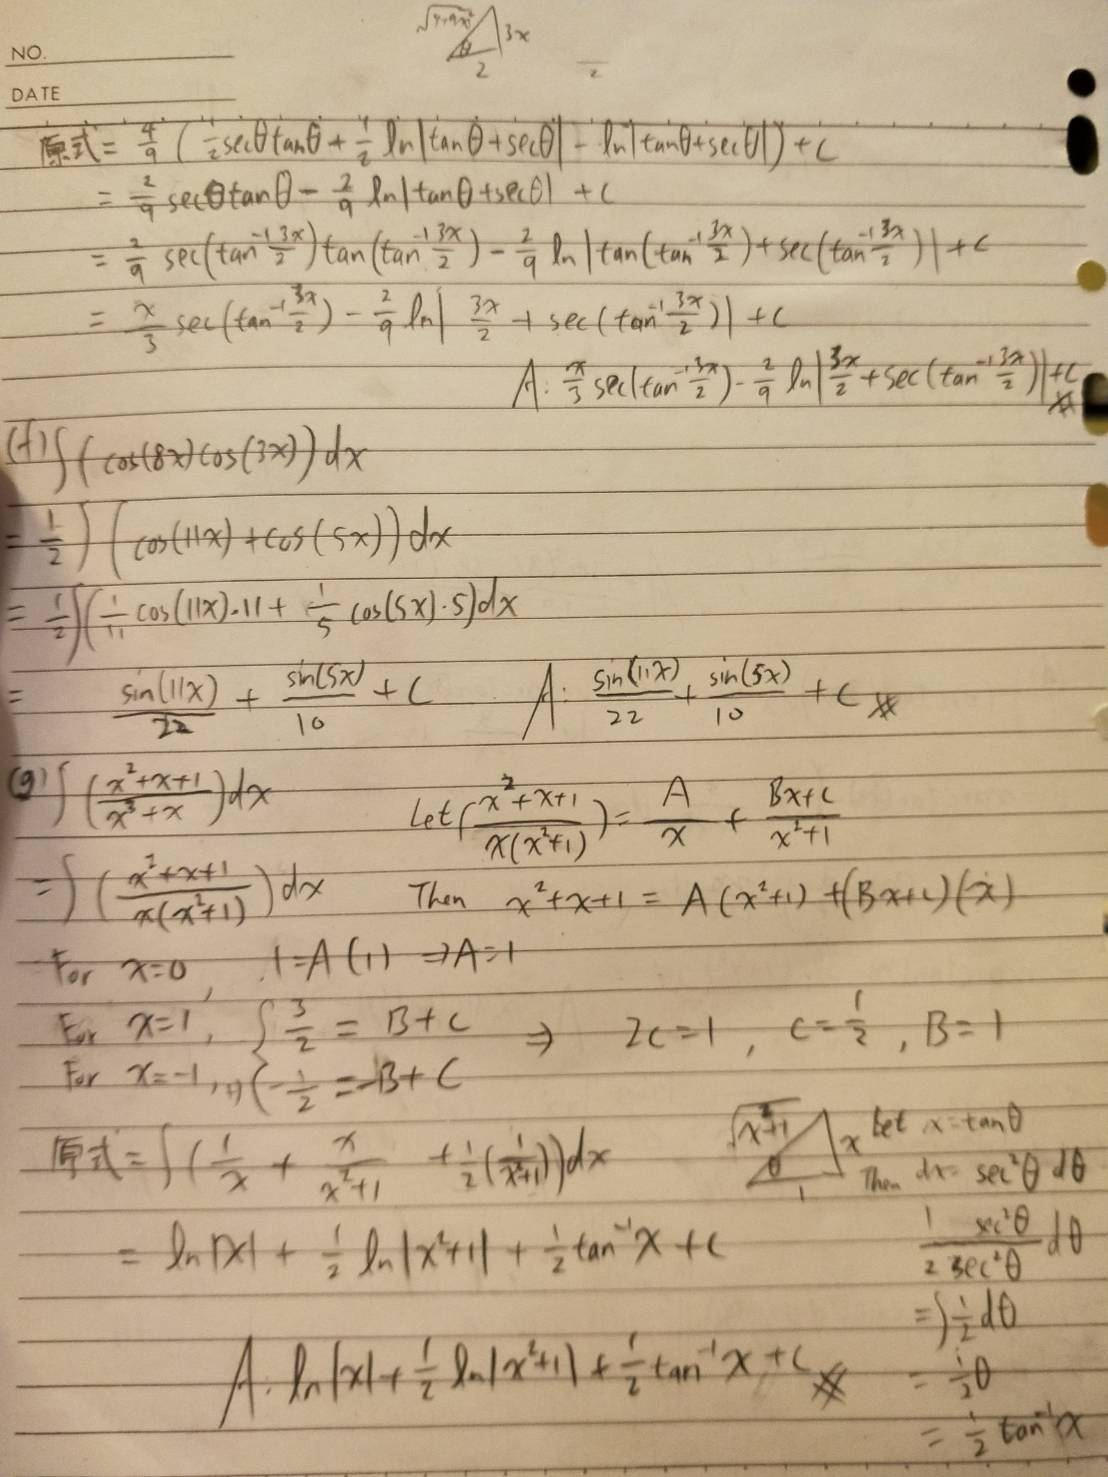 √(4+9x²) 3x
θ
2
2
NO.
DATE
原式 = 4/9 (1/2 secθtanθ + 1/2 ln|tanθ+secθ| - ln|tanθ+secθ|) + C
= 2/9 secθtanθ - 2/9 ln|tanθ+secθ| + C
= 2/9 sec(tan⁻¹ 3x/2) tan(tan⁻¹ 3x/2) - 2/9 ln|tan(tan⁻¹ 3x/2) + sec(tan⁻¹ 3x/2)| + C
= x/3 sec(tan⁻¹ 3x/2) - 2/9 ln|3x/2 + sec(tan⁻¹ 3x/2)| + C
A: x/3 sec(tan⁻¹ 3x/2) - 2/9 ln|3x/2 + sec(tan⁻¹ 3x/2)| + C
(f) ∫(cos(8x)cos(3x))dx
= 1/2 ∫(cos(11x)+cos(5x))dx
= 1/2 ∫(1/11 cos(11x)·11 + 1/5 cos(5x)·5)dx
= sin(11x)/22 + sin(5x)/10 + C A: sin(11x)/22 + sin(5x)/10 + C
(g) ∫((x²+x+1)/(x³+x))dx Let((x²+x+1)/(x(x²+1))) = A/x + (Bx+C)/(x²+1)
= ∫((x²+x+1)/(x(x²+1)))dx Then x²+x+1 = A(x²+1) + (Bx+C)(x)
For x=0, 1=A(1) ⇒ A=1
For x=1, { 3/2 = B+C ⇒ 2C=1, C=1/2, B=1
For x=-1, +) { -1/2 = -B+C
原式 = ∫(1/x + x/(x²+1) + 1/2(1/(x²+1)))dx
= ln|x| + 1/2 ln|x²+1| + 1/2 tan⁻¹x + C
A: ln|x| + 1/2 ln|x²+1| + 1/2 tan⁻¹x + C
√(x²+1) x
θ
1
Let x=tanθ
Then dx= sec²θ dθ
1/2 sec²θ/sec²θ dθ
= ∫1/2 dθ
= 1/2 θ
= 1/2 tan⁻¹x